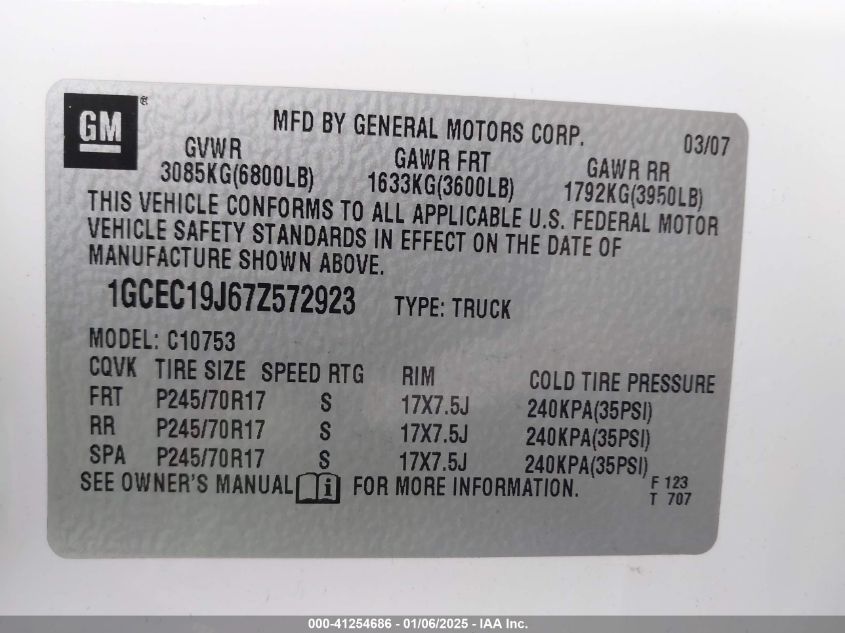 GM ®
MFD BY GENERAL MOTORS CORP. 03/07
GVWR GAWR FRT GAWR RR
3085KG(6800LB) 1633KG(3600LB) 1792KG(3950LB)
THIS VEHICLE CONFORMS TO ALL APPLICABLE U.S. FEDERAL MOTOR
VEHICLE SAFETY STANDARDS IN EFFECT ON THE DATE OF
MANUFACTURE SHOWN ABOVE.
1GCEC19J67Z572923 TYPE: TRUCK
MODEL: C10753
CQVK TIRE SIZE SPEED RTG RIM COLD TIRE PRESSURE
FRT P245/70R17 S 17X7.5J 240KPA(35PSI)
RR P245/70R17 S 17X7.5J 240KPA(35PSI)
SPA P245/70R17 S 17X7.5J 240KPA(35PSI)
SEE OWNER'S MANUAL i FOR MORE INFORMATION. F 123
T 707
000-41254686 - 01/06/2025 - IAA Inc.